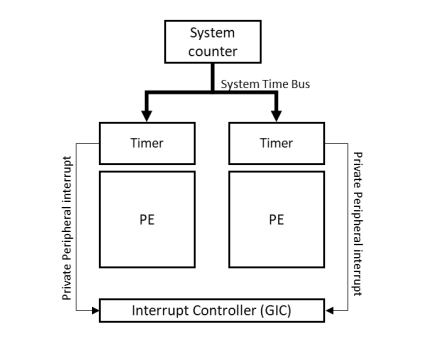 System
counter
System Time Bus
Timer
Timer
Private Peripheral interrupt
Private Peripheral interrupt
PE
PE
Interrupt Controller (GIC)